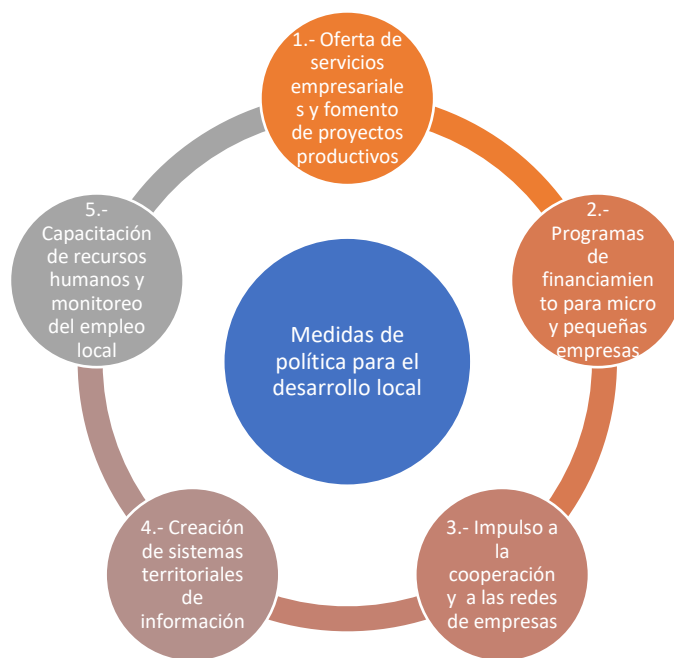 1.- Oferta de
servicios
empresariale
s y fomento
de proyectos
productivos
2.-
Programas
de
financiamien
to para micro
y pequeñas
empresas
3.- Impulso a
la
cooperación
y  a las redes
de empresas
4.- Creación
de sistemas
territoriales
de
información
5.-
Capacitación
de recursos
humanos y
monitoreo
del empleo
local
Medidas de
política para el
desarrollo local